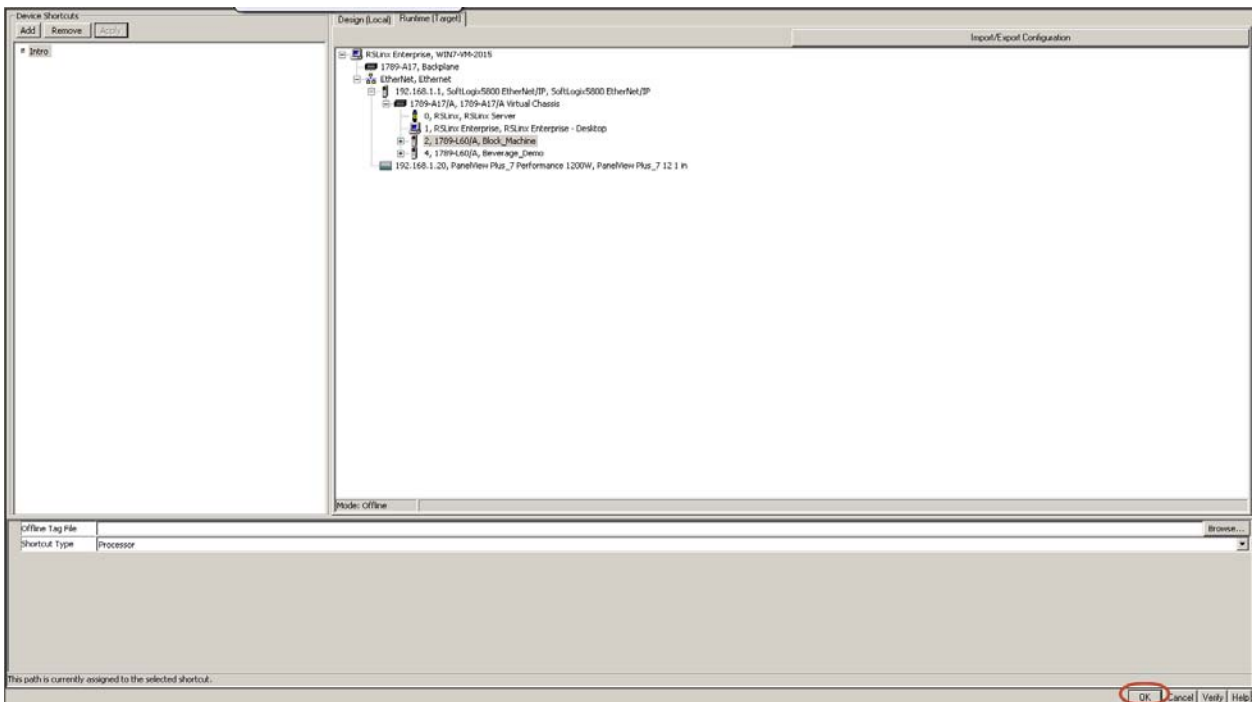 Device Shortcuts
Add Remove Apply
Intro
Design (Local) Runtime (Target)
Import/Export Configuration
RSLinx Enterprise, WIN7-VM-2015
1789-A17, Backplane
EtherNet, Ethernet
192.168.1.1, SoftLogix5800 EtherNet/IP, SoftLogix5800 EtherNet/IP
1789-A17/A, 1789-A17/A Virtual Chassis
0, RSLinx, RSLinx Server
1, RSLinx Enterprise, RSLinx Enterprise - Desktop
2, 1789-L60/A, Block_Machine
4, 1789-L60/A, Beverage_Demo
192.168.1.20, PanelView Plus_7 Performance 1200W, PanelView Plus_7 12 1 in
Mode: Offline
Offline Tag File Browse...
Shortcut Type Processor
This path is currently assigned to the selected shortcut.
OK Cancel Verify Help